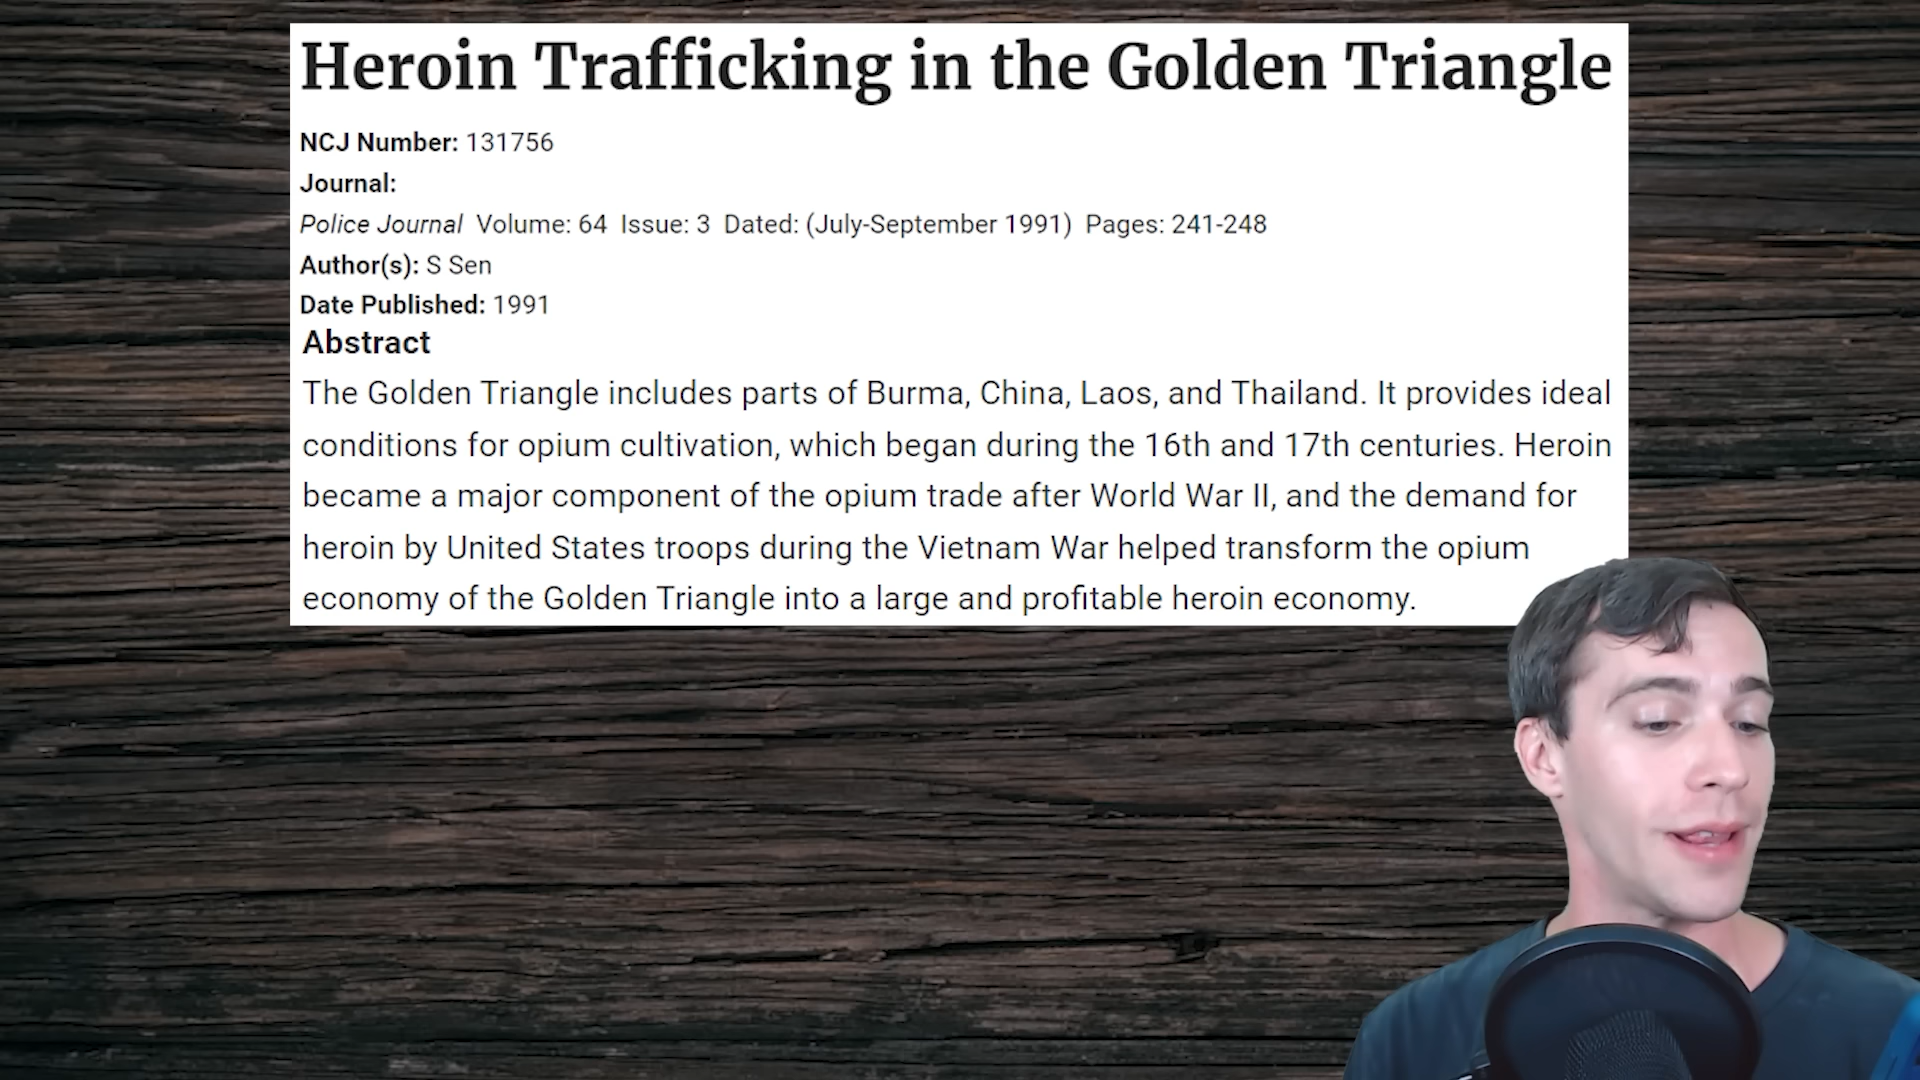 Heroin Trafficking in the Golden Triangle
NCJ Number: 131756
Journal:
Police Journal Volume: 64 Issue: 3 Dated: (July-September 1991) Pages: 241-248
Author(s): S Sen
Date Published: 1991
Abstract
The Golden Triangle includes parts of Burma, China, Laos, and Thailand. It provides ideal
conditions for opium cultivation, which began during the 16th and 17th centuries. Heroin
became a major component of the opium trade after World War II, and the demand for
heroin by United States troops during the Vietnam War helped transform the opium
economy of the Golden Triangle into a large and profitable heroin economy.